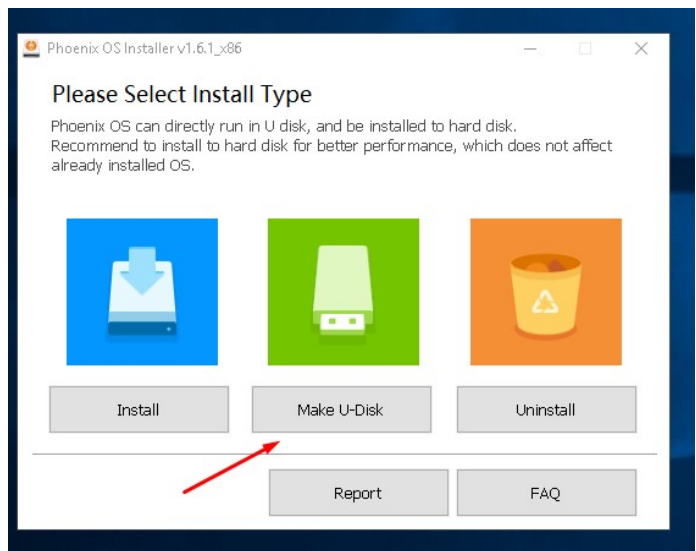 Phoenix OS Installer v1.6.1_x86
Please Select Install Type
Phoenix OS can directly run in U disk, and be installed to hard disk.
Recommend to install to hard disk for better performance, which does not affect
already installed OS.
Install
Make U-Disk
Uninstall
Report
FAQ